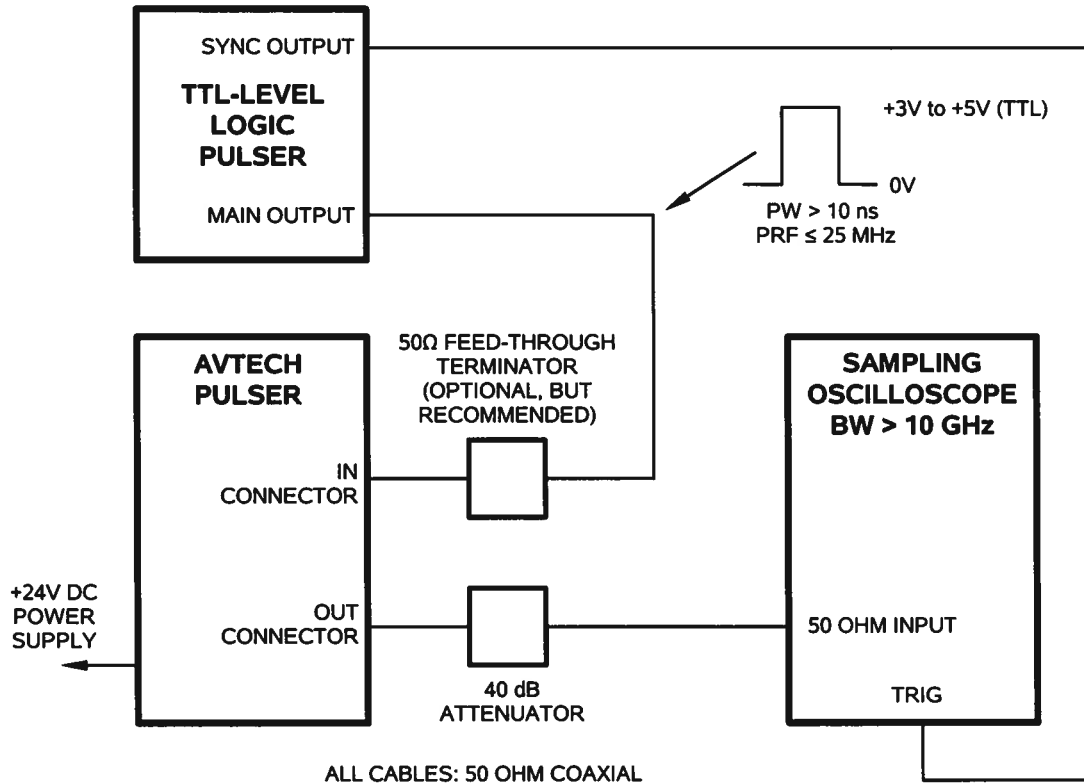 SYNC OUTPUT
TTL-LEVEL
LOGIC
PULSER
MAIN OUTPUT
+3V to +5V (TTL)
0V
PW > 10 ns
PRF ≤ 25 MHz
AVTECH
PULSER
IN
CONNECTOR
OUT
CONNECTOR
+24V DC
POWER
SUPPLY
50Ω FEED-THROUGH
TERMINATOR
(OPTIONAL, BUT
RECOMMENDED)
40 dB
ATTENUATOR
SAMPLING
OSCILLOSCOPE
BW > 10 GHz
50 OHM INPUT
TRIG
ALL CABLES: 50 OHM COAXIAL